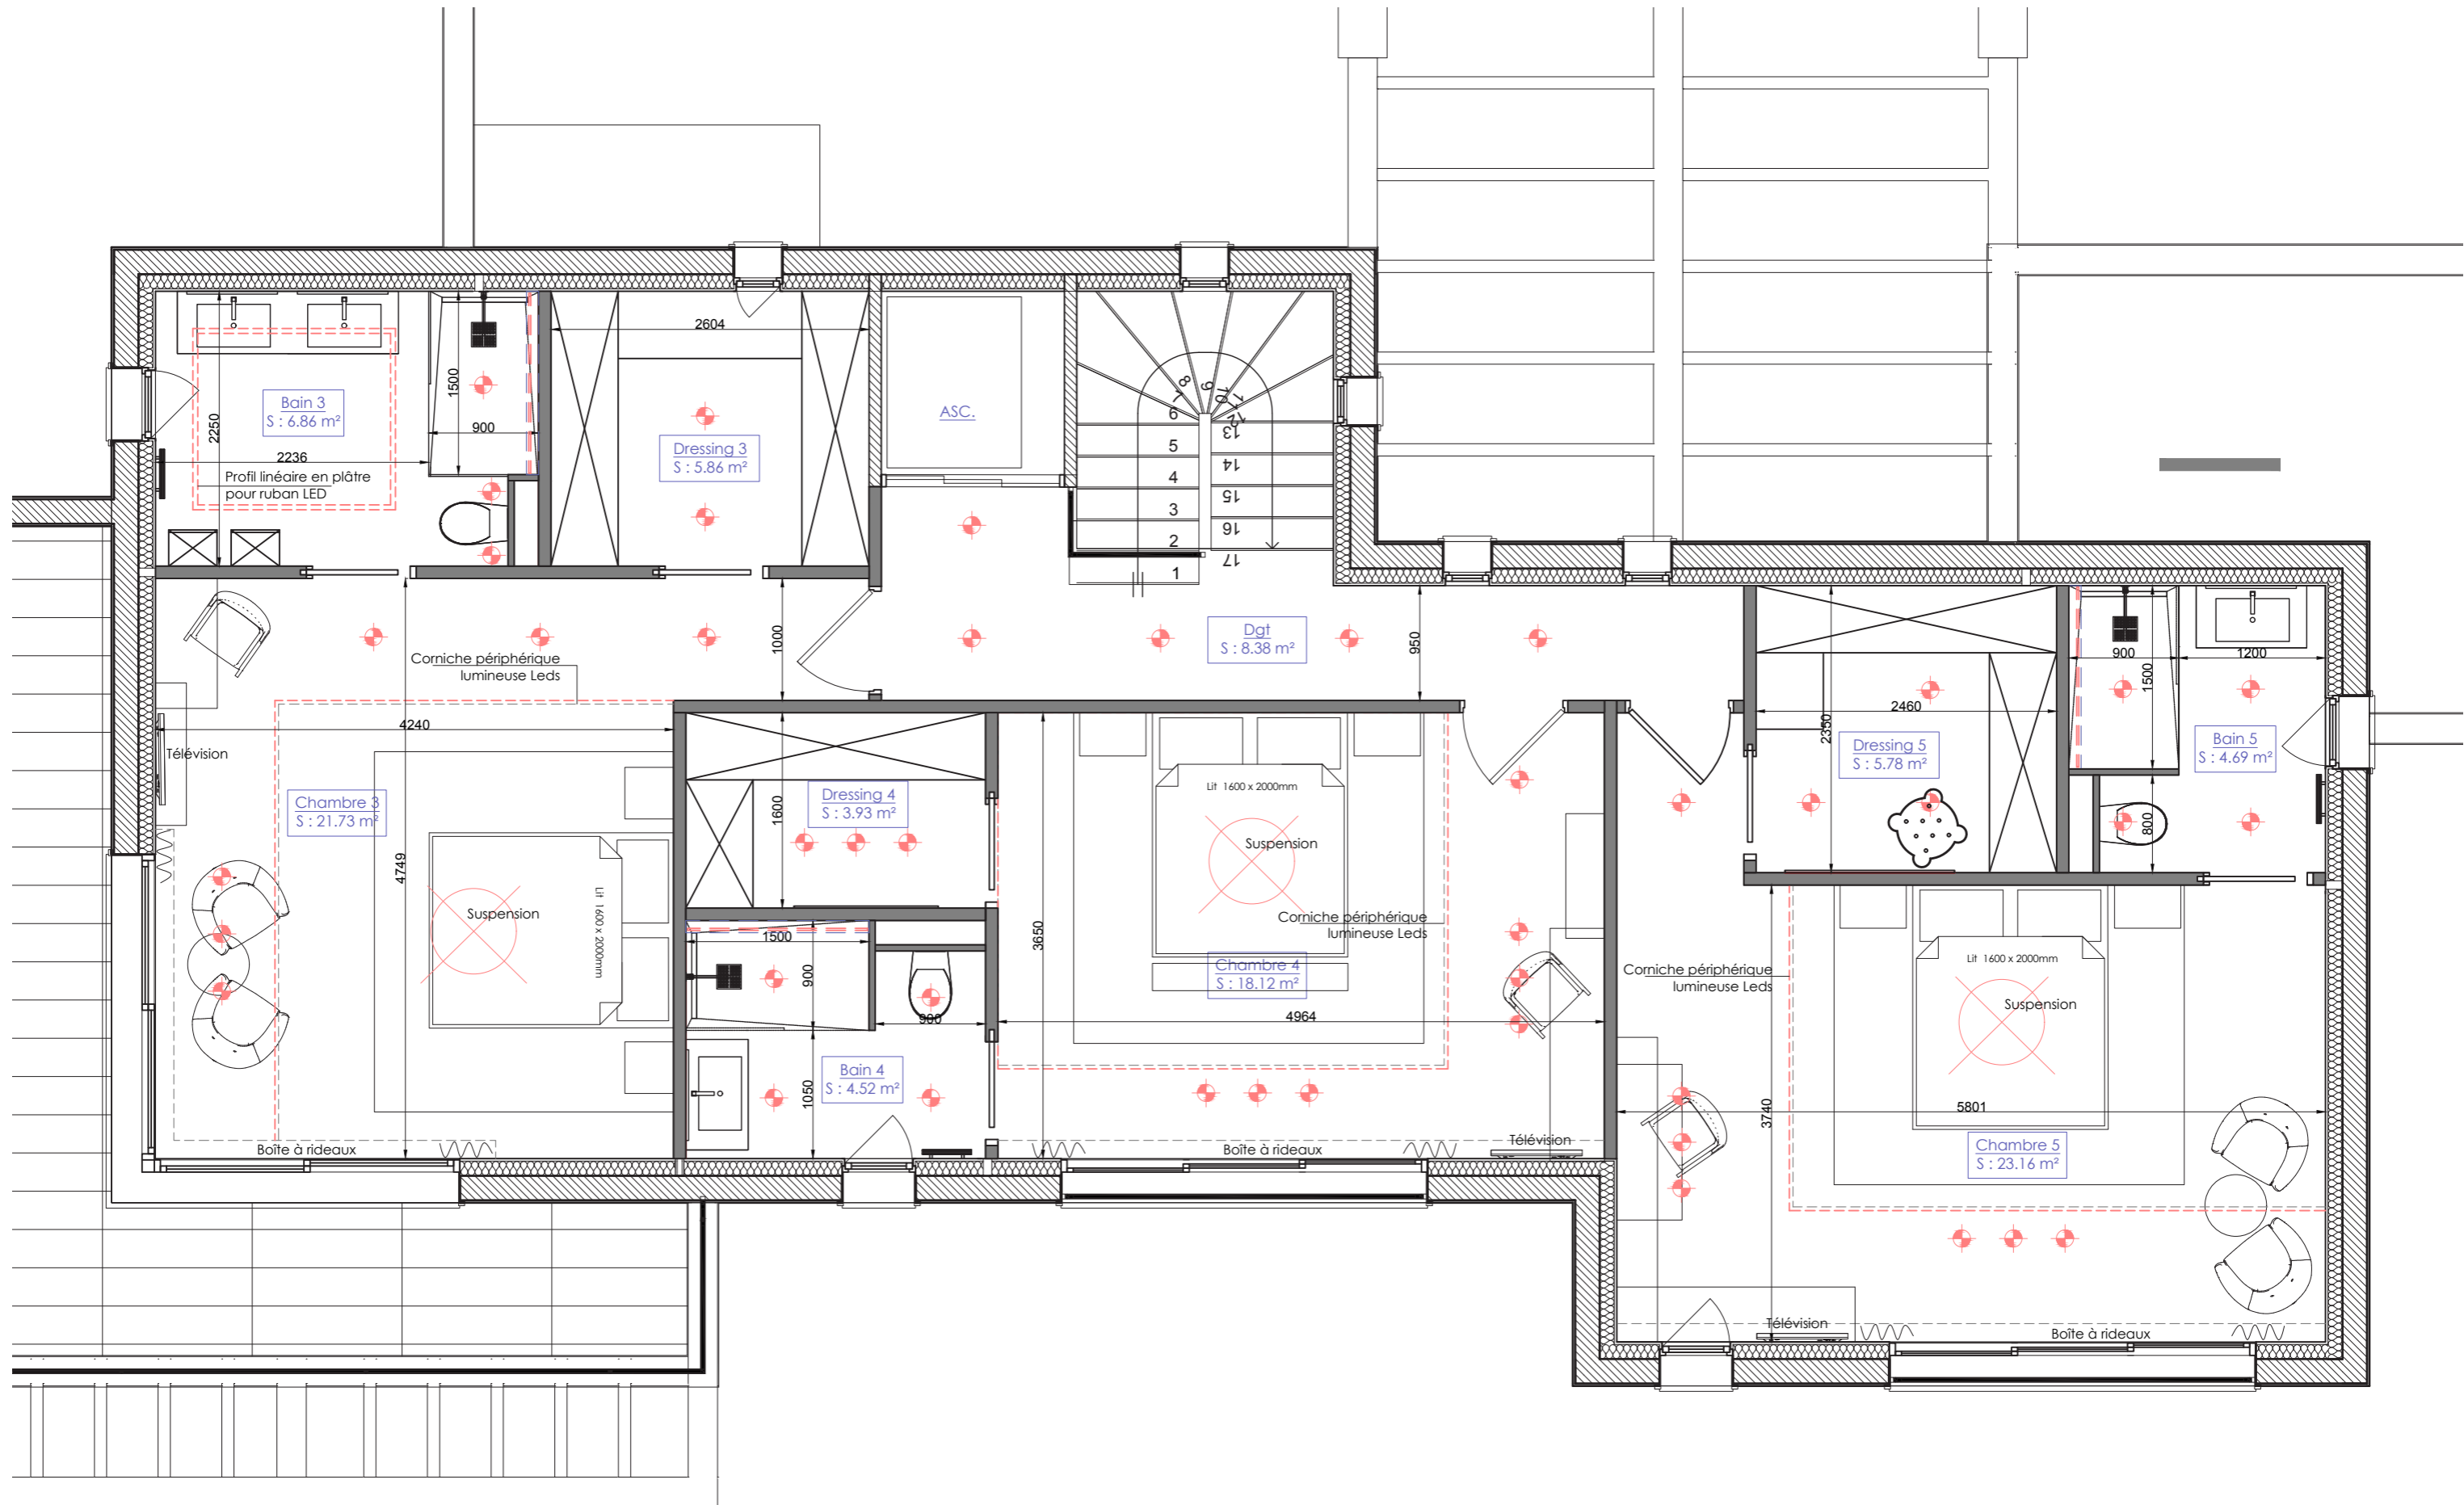 2604
Bain 3
S : 6.86 m²
1500
900
2250
2236
Profil linéaire en plâtre
pour ruban LED
Dressing 3
S : 5.86 m²
ASC.
1
2
3
4
5
6
7
8
9
10
11
12
13
14
15
16
17
Corniche périphérique
lumineuse Leds
1000
Dgt
S : 8.38 m²
950
4240
Télévision
Chambre 3
S : 21.73 m²
4749
Suspension
Lit 1600 x 2000mm
Boîte à rideaux
Dressing 4
S : 3.93 m²
1600
1500
900
900
Bain 4
S : 4.52 m²
1050
Lit 1600 x 2000mm
Suspension
Corniche périphérique
lumineuse Leds
3650
Chambre 4
S : 18.12 m²
4964
Boîte à rideaux
Télévision
2350
2460
Dressing 5
S : 5.78 m²
900
1200
1500
Bain 5
S : 4.69 m²
800
Corniche périphérique
lumineuse Leds
Lit 1600 x 2000mm
Suspension
3740
5801
Chambre 5
S : 23.16 m²
Télévision
Boîte à rideaux